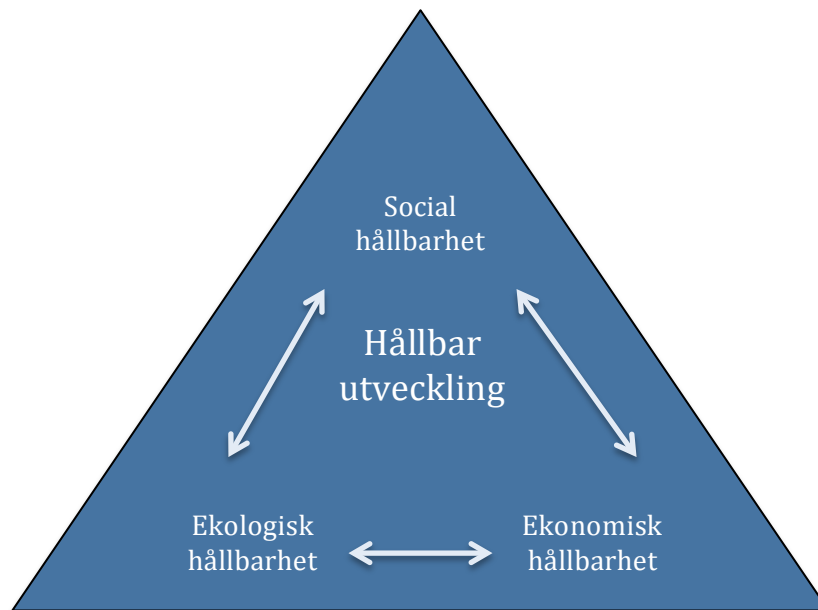 Social
hållbarhet
Hållbar
utveckling
Ekologisk
hållbarhet
Ekonomisk
hållbarhet